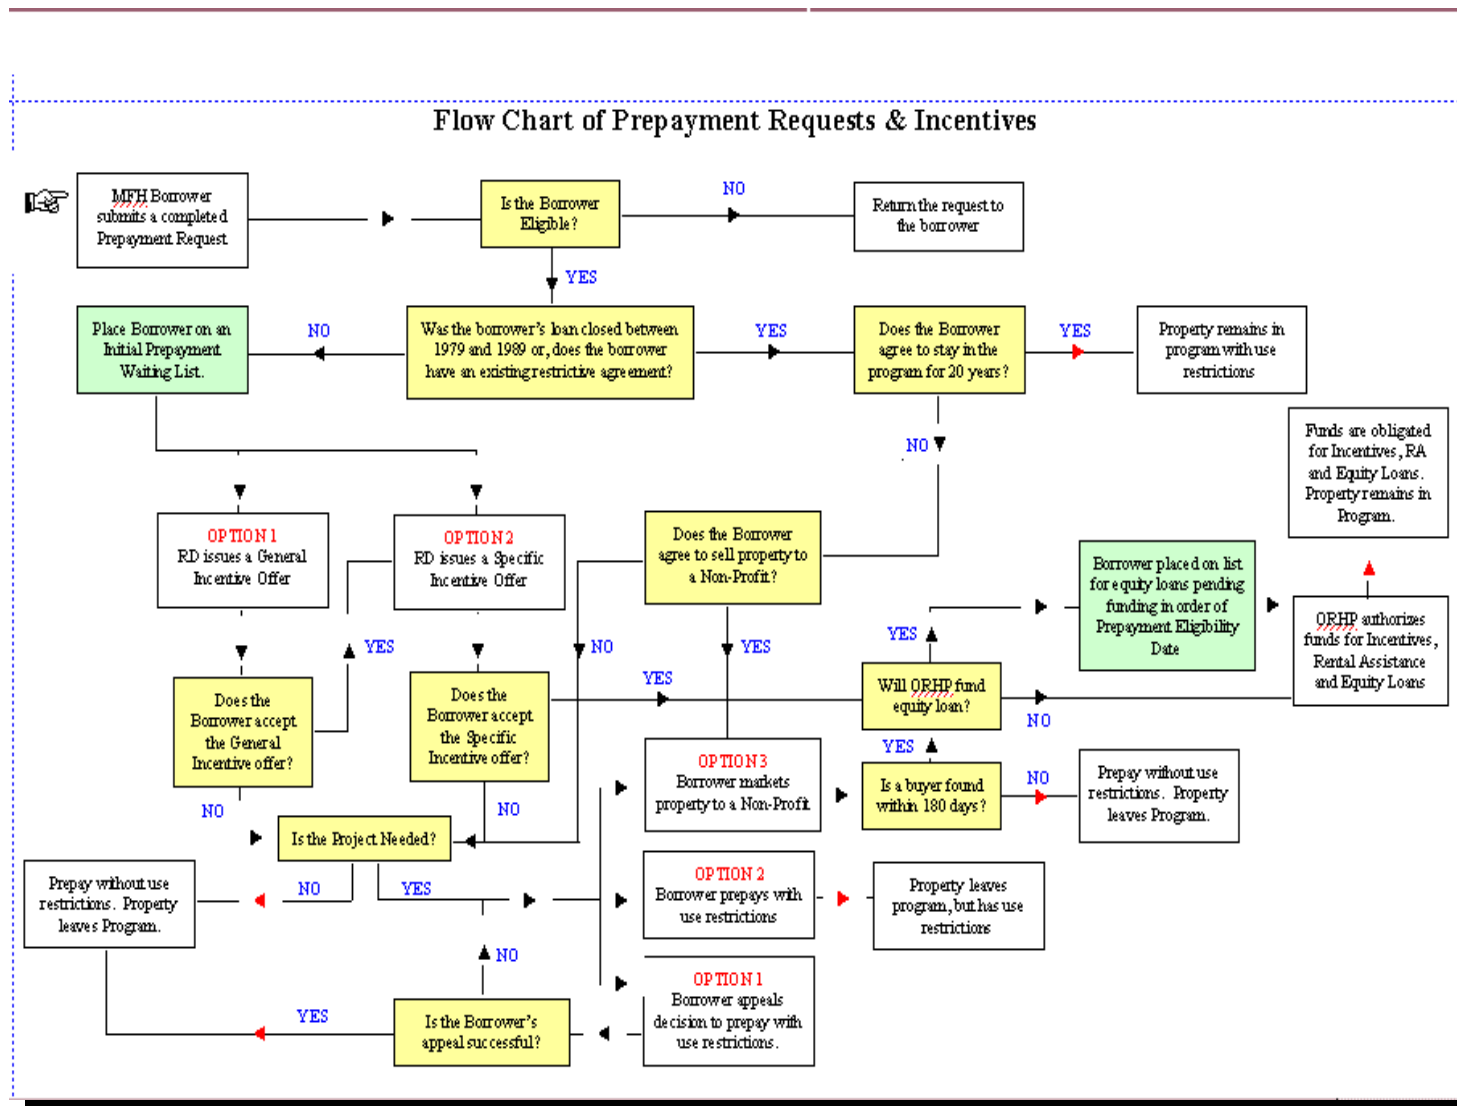 Flow Chart of Prepayment Requests & Incentives
MFH Borrower
submits a completed
Prepayment Request
Is the Borrower
Eligible?
NO
Return the request to
the borrower
YES
Place Borrower on an
Initial Prepayment
Waiting List.
NO
Was the borrower's loan closed between
1979 and 1989 or, does the borrower
have an existing restrictive agreement?
YES
Does the Borrower
agree to stay in the
program for 20 years?
YES
Property remains in
program with use
restrictions
NO
Funds are obligated
for Incentives, RA
and Equity Loans.
Property remains in
Program.
OPTION 1
RD issues a General
Incentive Offer
OPTION 2
RD issues a Specific
Incentive Offer
Does the Borrower
agree to sell property to
a Non-Profit?
Borrower placed on list
for equity loans pending
funding in order of
Prepayment Eligibility
Date
ORHP authorizes
funds for Incentives,
Rental Assistance
and Equity Loans
YES
NO
YES
YES
Does the
Borrower accept
the General
Incentive offer?
Does the
Borrower accept
the Specific
Incentive offer?
YES
Will ORHP fund
equity loan?
NO
YES
NO
NO
OPTION 3
Borrower markets
property to a Non-Profit
Is a buyer found
within 180 days?
NO
Prepay without use
restrictions. Property
leaves Program.
Is the Project Needed?
Prepay without use
restrictions. Property
leaves Program.
NO
YES
OPTION 2
Borrower prepays with
use restrictions
Property leaves
program, but has use
restrictions
NO
OPTION 1
Borrower appeals
decision to prepay with
use restrictions.
YES
Is the Borrower's
appeal successful?